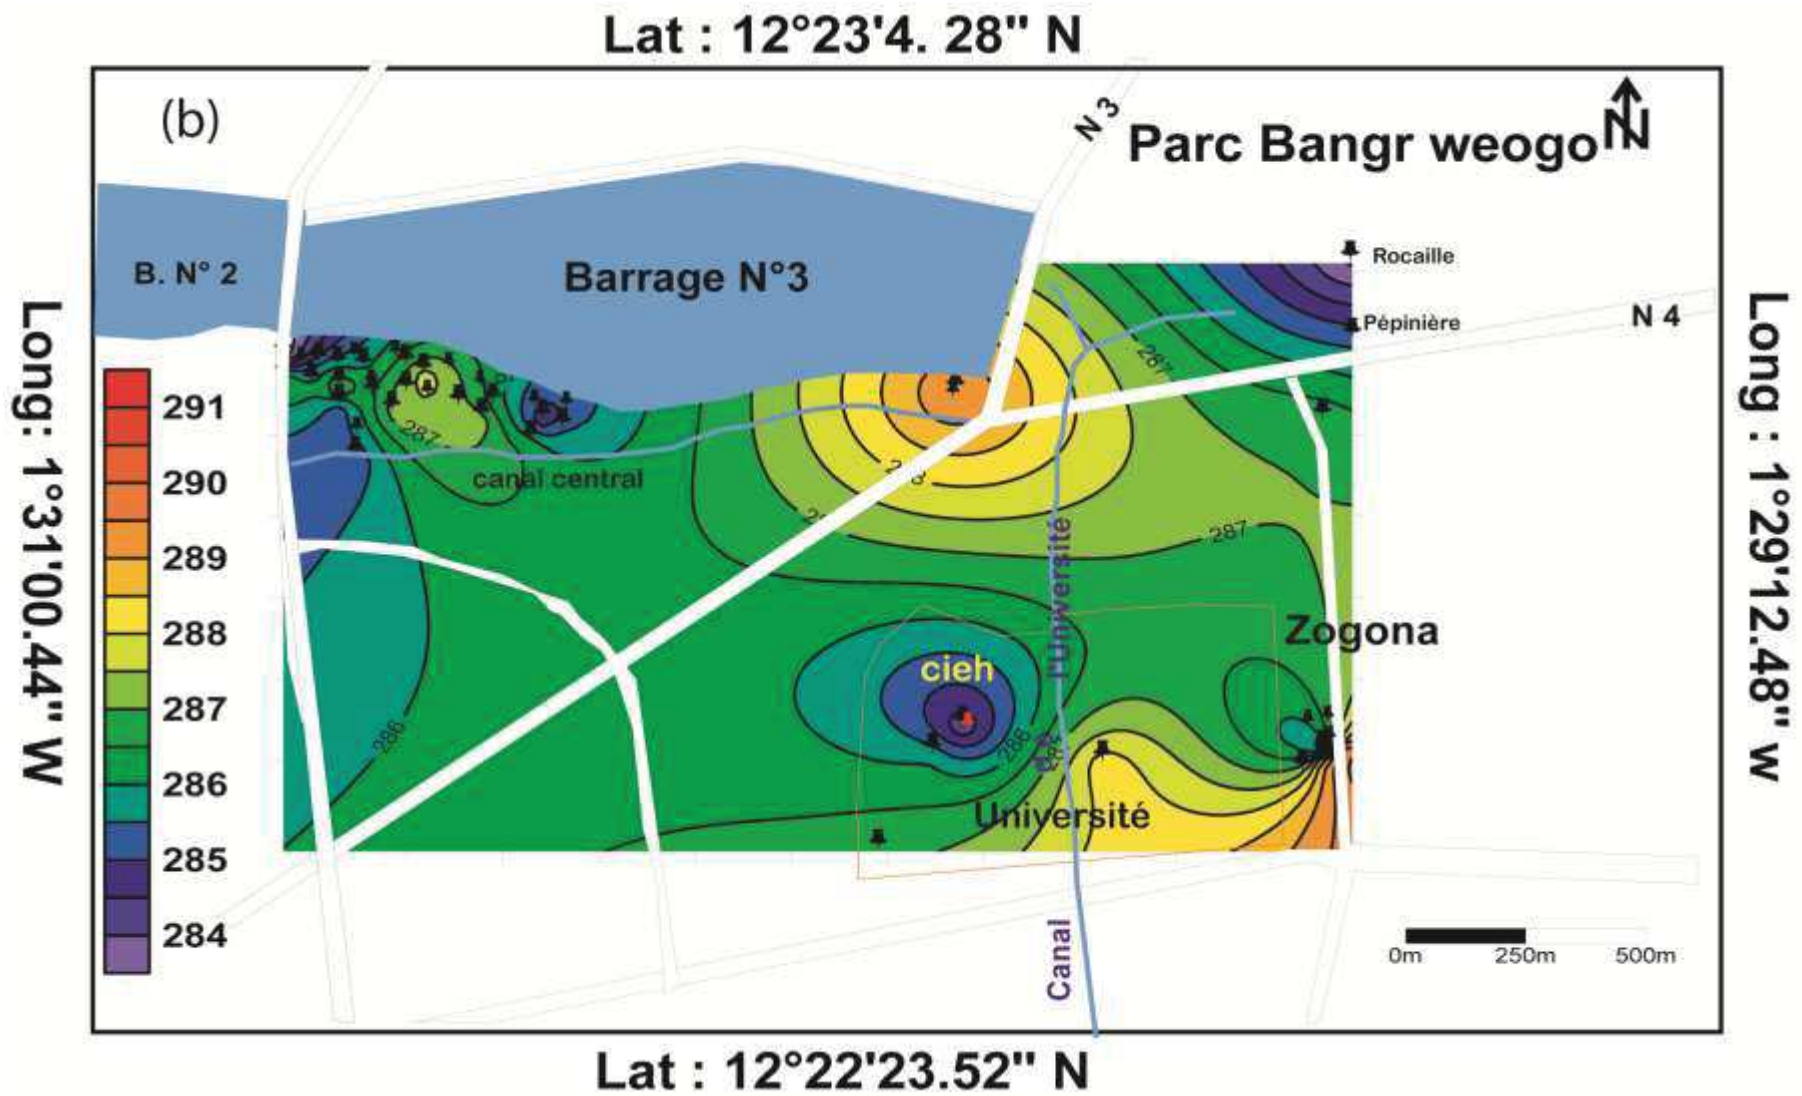 Lat : 12°23'4. 28" N
(b)
N 3
Parc Bangr weogo
N
B. N° 2
Barrage N°3
Rocaille
Pépinière
N 4
Long: 1°31'00.44" W
Long : 1°29'12.48" w
287
287
canal central
287
291
290
289
288
287
286
285
284
l'Université
de
Canal
Zogona
cieh
286
286
Université
0m 250m 500m
Lat : 12°22'23.52" N